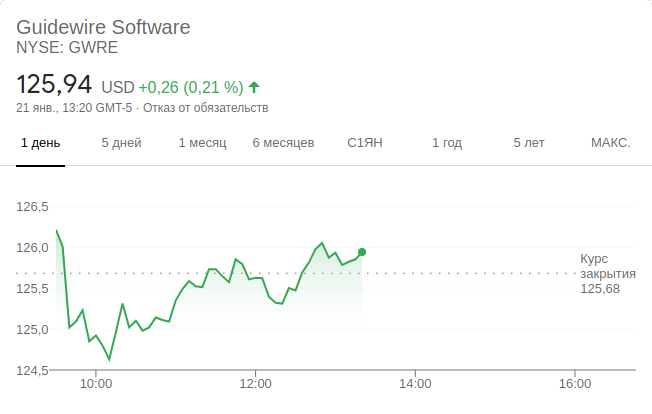 Guidewire Software
NYSE: GWRE
125,94 USD +0,26 (0,21 %)
21 янв., 13:20 GMT-5 · Отказ от обязательств
1 день 5 дней 1 месяц 6 месяцев С1ЯН 1 год 5 лет МАКС.
126,5
126,0
Курс
закрытия
125,68
125,5
125,0
124,5
10:00 12:00 14:00 16:00